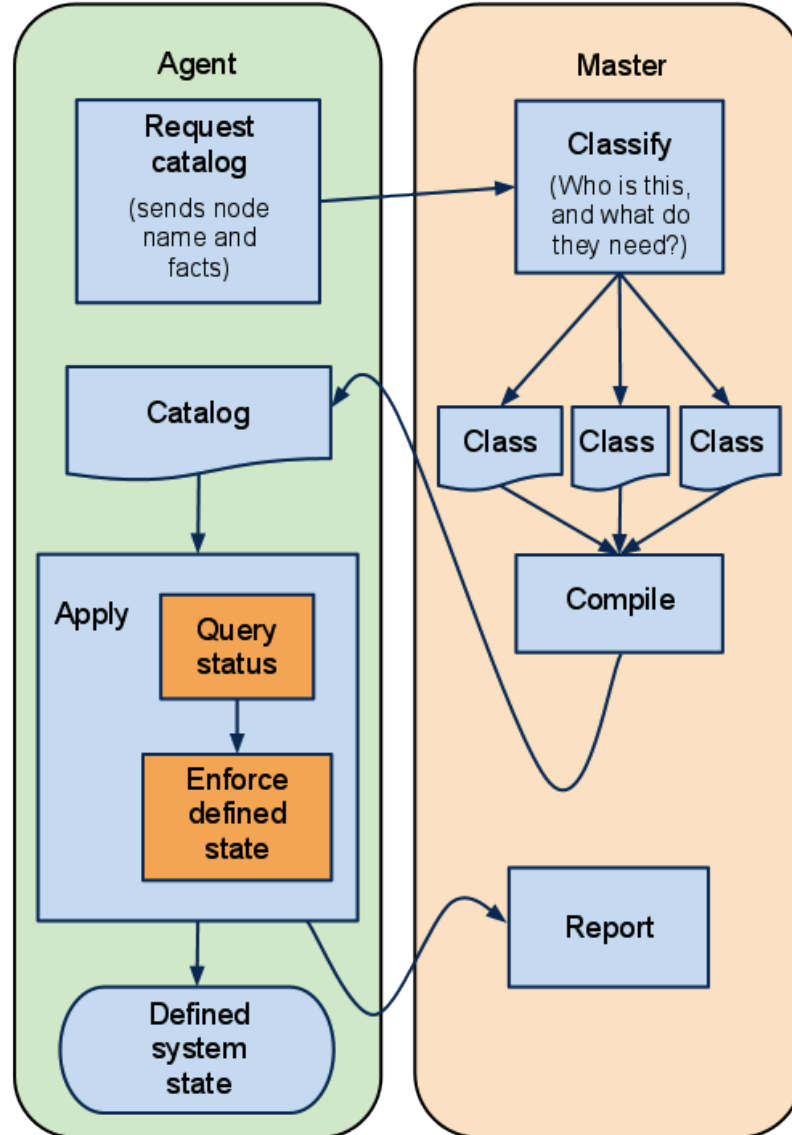 Agent
Request
catalog
(sends node
name and
facts)
Catalog
Apply
Query
status
Enforce
defined
state
Defined
system
state
Master
Classify
(Who is this,
and what do
they need?)
Class
Class
Class
Compile
Report